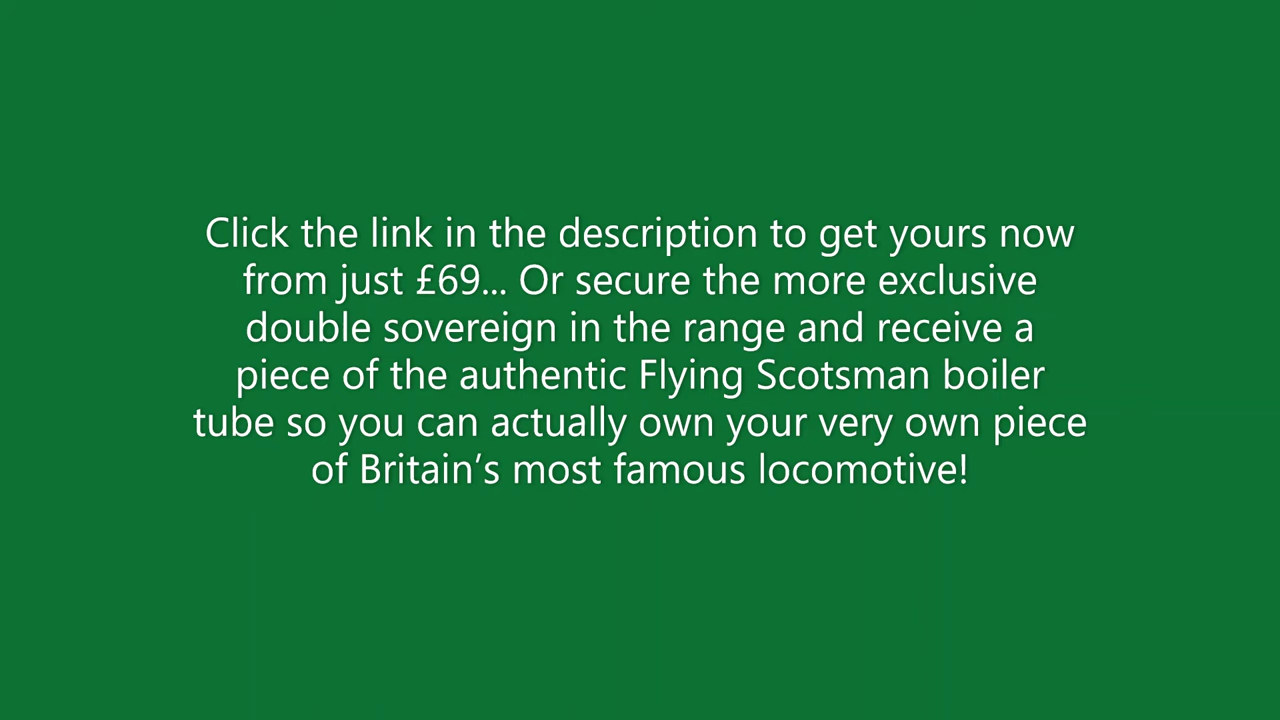 Click the link in the description to get yours now
from just £69... Or secure the more exclusive
double sovereign in the range and receive a
piece of the authentic Flying Scotsman boiler
tube so you can actually own your very own piece
of Britain’s most famous locomotive!